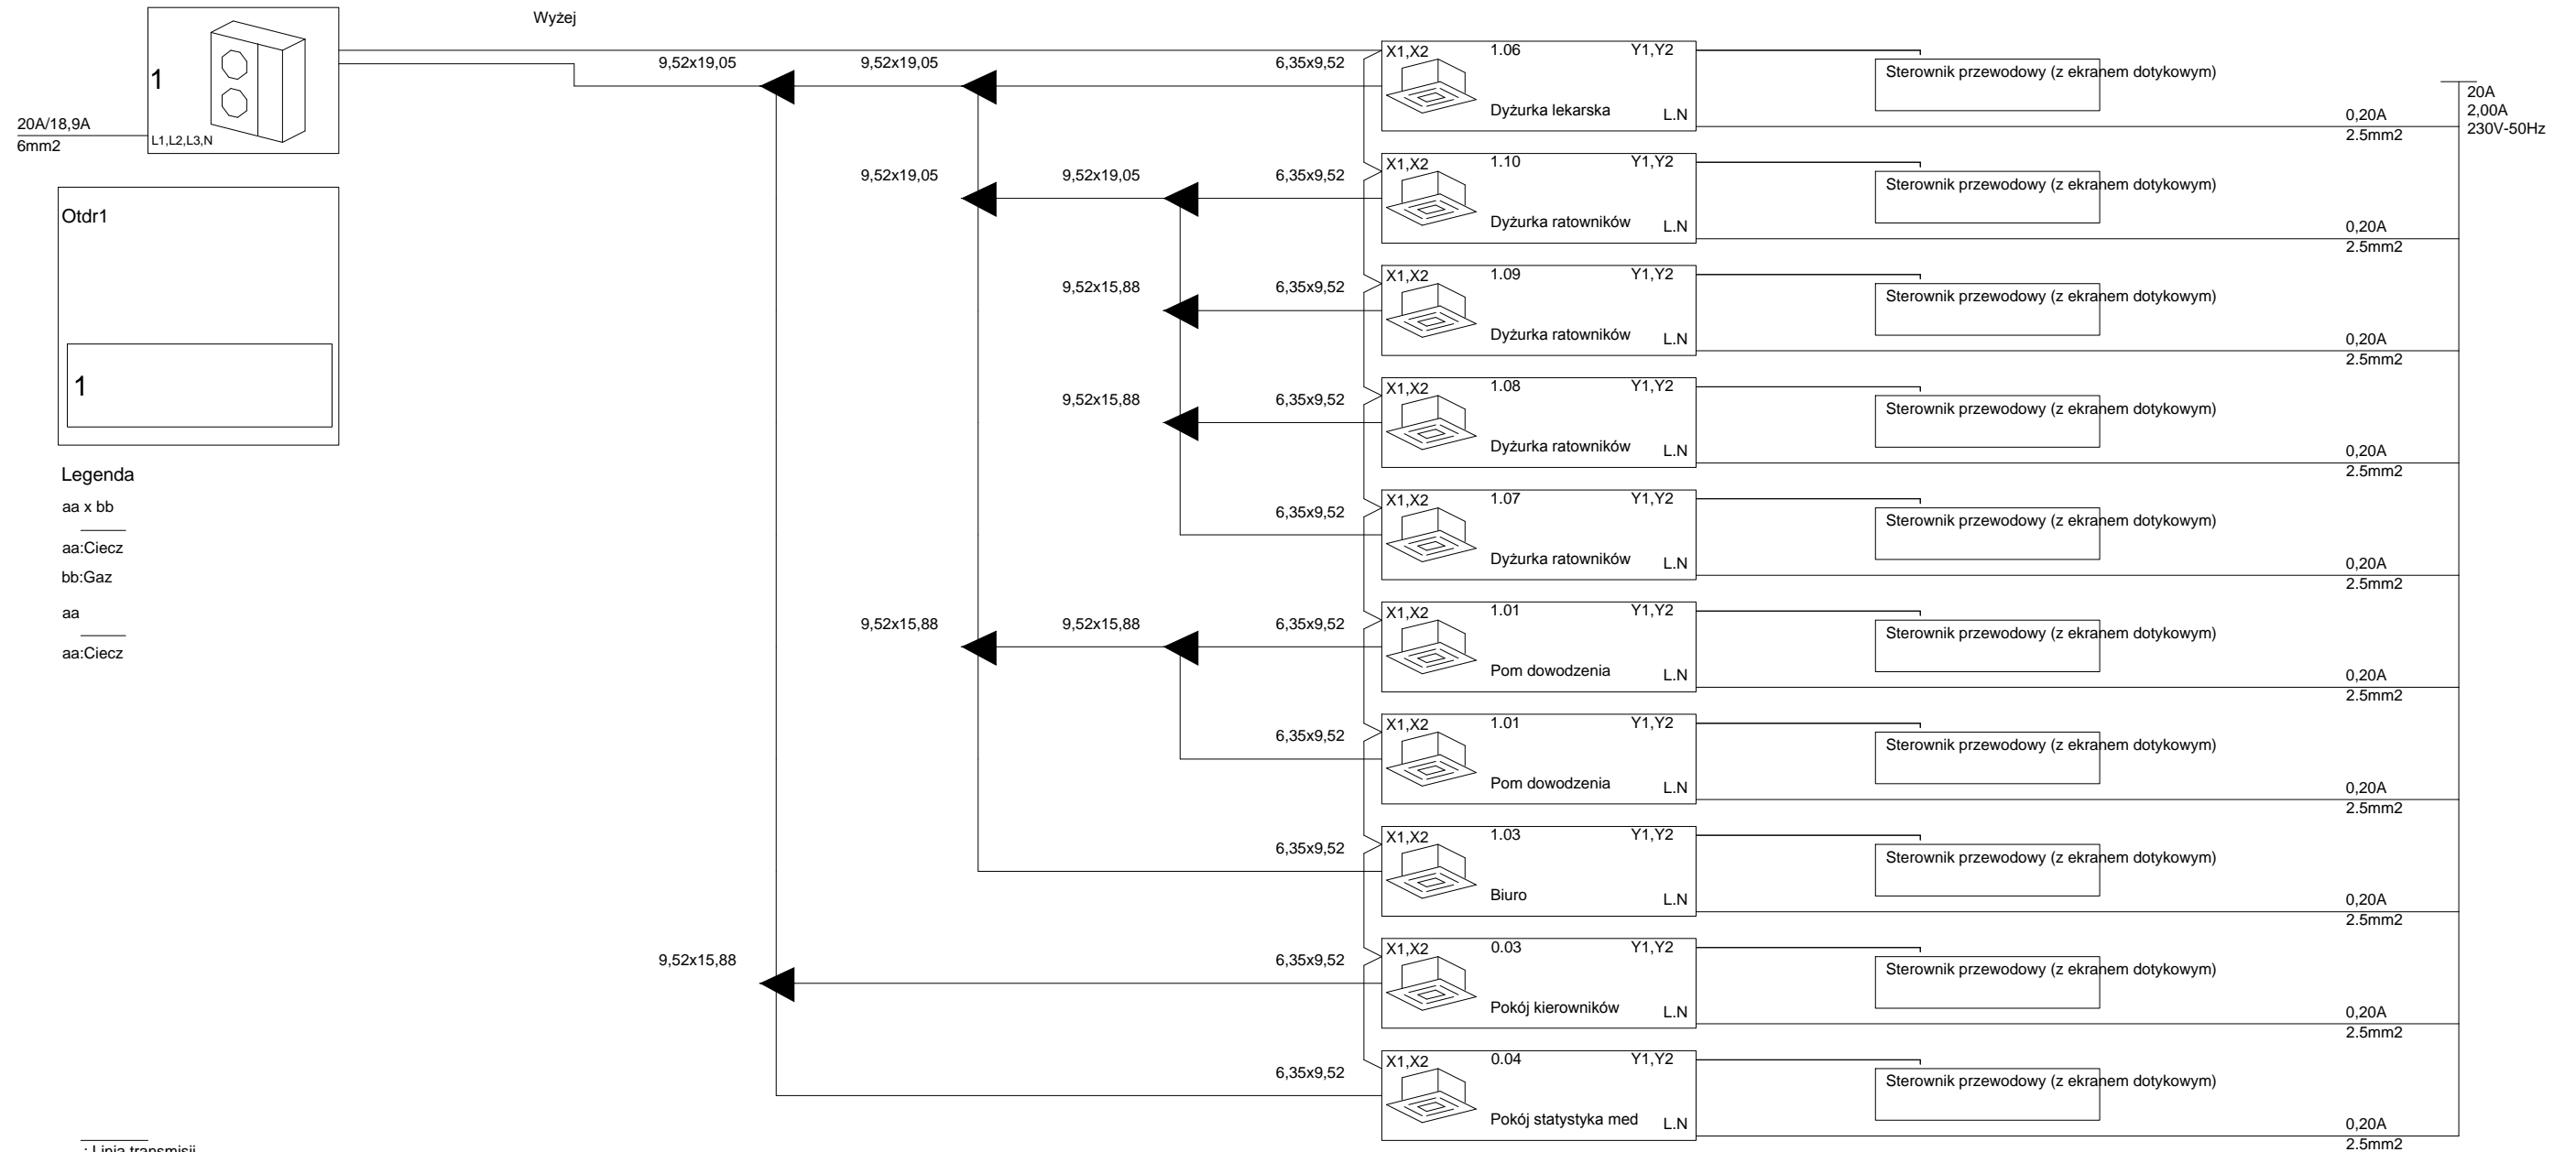 Wyżej
1
L1,L2,L3,N
20A/18,9A
6mm2
Otdr1
1
Legenda
aa x bb
aa:Ciecz
bb:Gaz
aa
aa:Ciecz
: Linia transmisji
9,52x19,05
9,52x19,05
6,35x9,52
X1,X2
1.06
Y1,Y2
Dyżurka lekarska
L.N
Sterownik przewodowy (z ekranem dotykowym)
0,20A
2.5mm2
20A
2,00A
230V-50Hz
9,52x19,05
9,52x19,05
6,35x9,52
X1,X2
1.10
Y1,Y2
Dyżurka ratowników
L.N
Sterownik przewodowy (z ekranem dotykowym)
0,20A
2.5mm2
9,52x15,88
6,35x9,52
X1,X2
1.09
Y1,Y2
Dyżurka ratowników
L.N
Sterownik przewodowy (z ekranem dotykowym)
0,20A
2.5mm2
9,52x15,88
6,35x9,52
X1,X2
1.08
Y1,Y2
Dyżurka ratowników
L.N
Sterownik przewodowy (z ekranem dotykowym)
0,20A
2.5mm2
6,35x9,52
X1,X2
1.07
Y1,Y2
Dyżurka ratowników
L.N
Sterownik przewodowy (z ekranem dotykowym)
0,20A
2.5mm2
9,52x15,88
9,52x15,88
6,35x9,52
X1,X2
1.01
Y1,Y2
Pom dowodzenia
L.N
Sterownik przewodowy (z ekranem dotykowym)
0,20A
2.5mm2
6,35x9,52
X1,X2
1.01
Y1,Y2
Pom dowodzenia
L.N
Sterownik przewodowy (z ekranem dotykowym)
0,20A
2.5mm2
6,35x9,52
X1,X2
1.03
Y1,Y2
Biuro
L.N
Sterownik przewodowy (z ekranem dotykowym)
0,20A
2.5mm2
9,52x15,88
6,35x9,52
X1,X2
0.03
Y1,Y2
Pokój kierowników
L.N
Sterownik przewodowy (z ekranem dotykowym)
0,20A
2.5mm2
6,35x9,52
X1,X2
0.04
Y1,Y2
Pokój statystyka med
L.N
Sterownik przewodowy (z ekranem dotykowym)
0,20A
2.5mm2